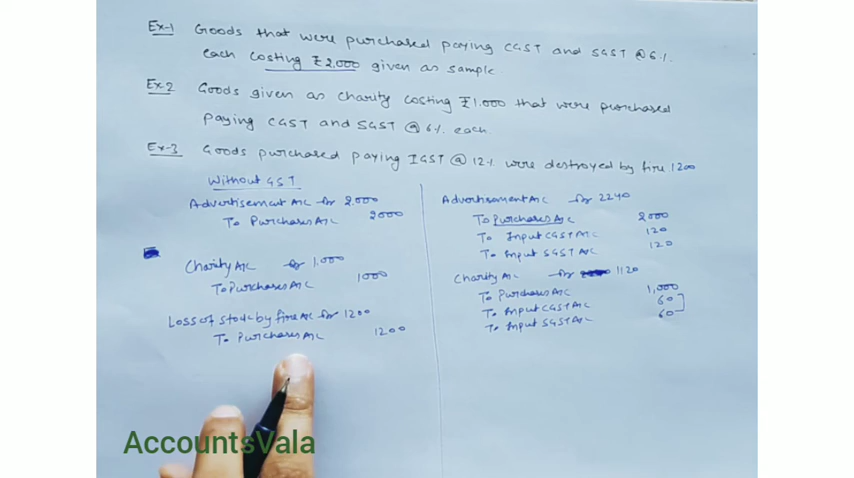 Ex-1 Goods that were purchased paying CGST and SGST @ 6%.
each costing ₹2,000 given as sample
Ex-2 Goods given as charity costing ₹1,000 that were purchased
paying CGST and SGST @ 6% each
Ex-3 Goods purchased paying IGST @ 12% were destroyed by fire 1200
Without GST
Advertisement A/C Dr 2,000
To Purchases A/C 2000
Charity A/C Dr 1,000
To Purchases A/C 1000
Loss of stock by fire A/C Dr 1200
To Purchases A/C 1200
Advertisement A/C Dr 2240
To Purchases A/C 2000
To Input CGST A/C 120
To Input SGST A/C 120
Charity A/C Dr 1120
To Purchases A/C 1,000
To Input CGST A/C 60
To Input SGST A/C 60
AccountsVala